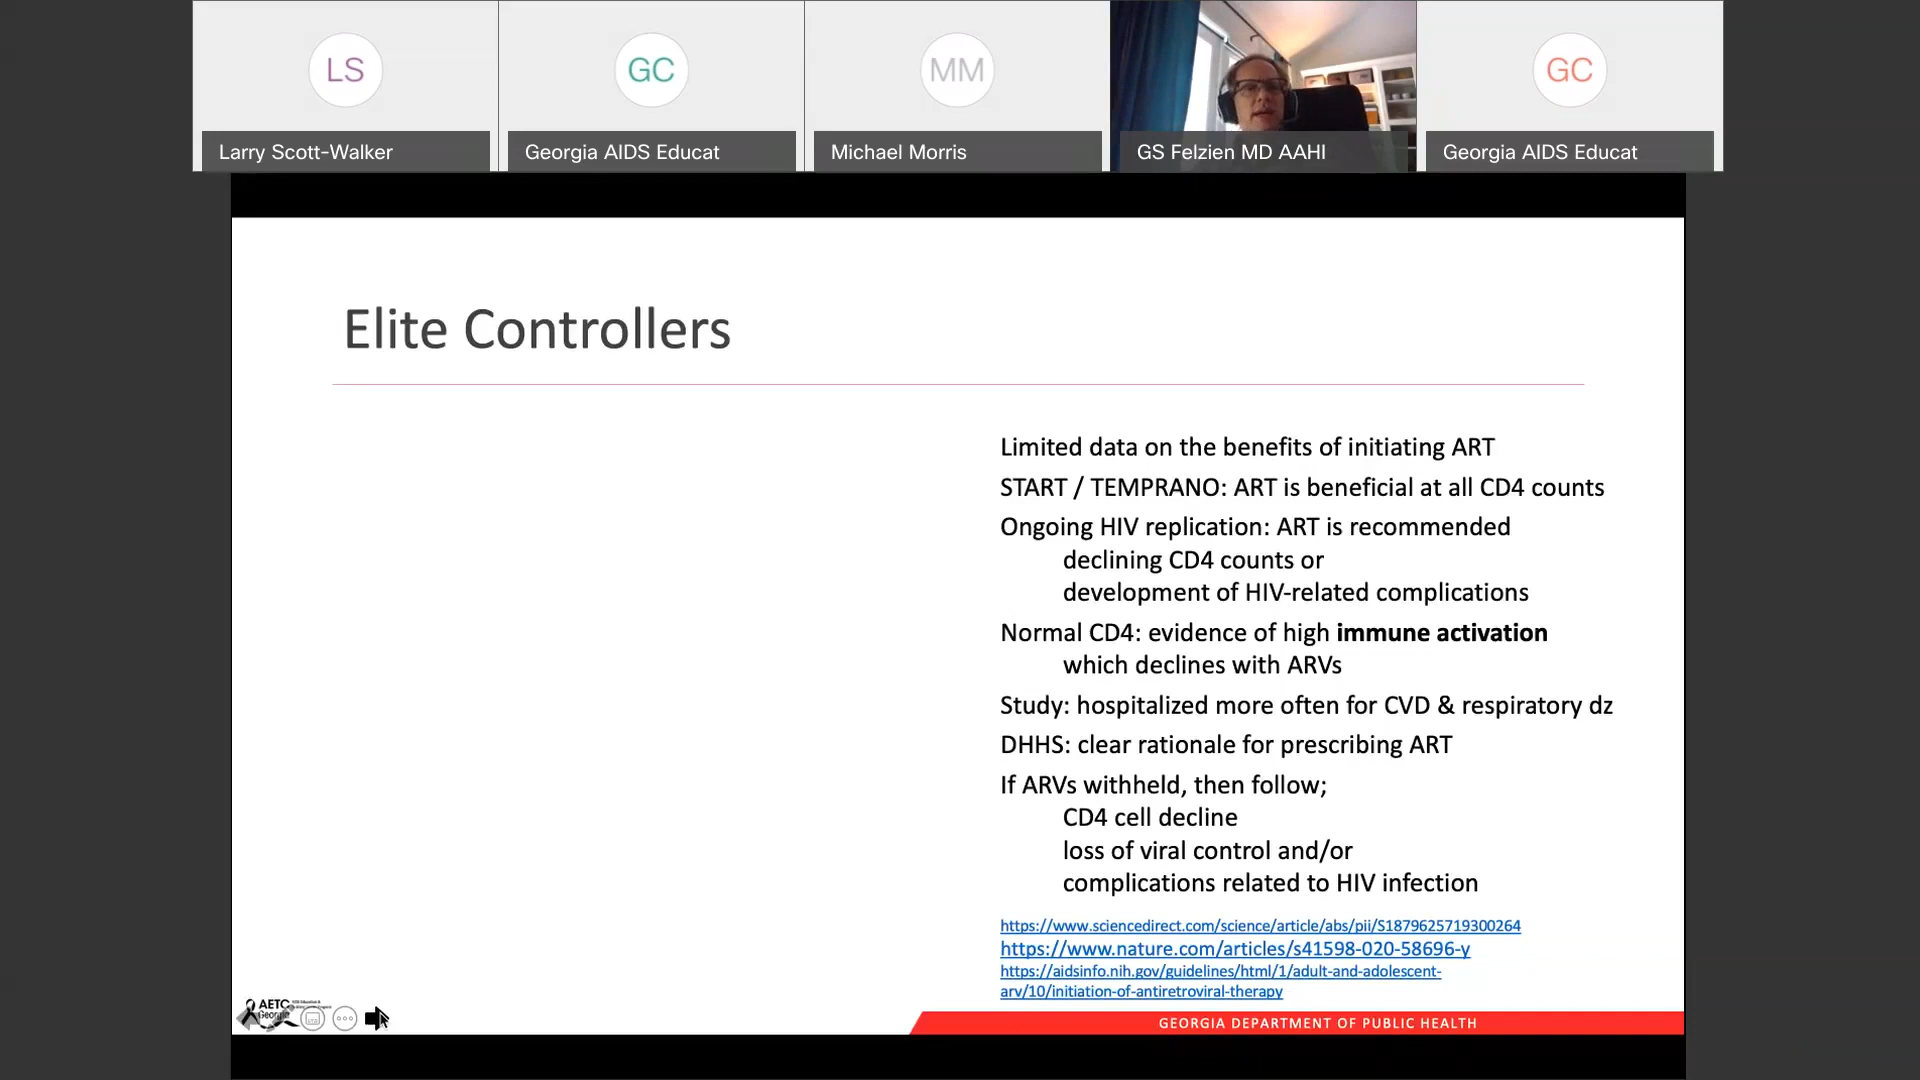 LS
GC
MM
GC
Larry Scott-Walker
Georgia AIDS Educat
Michael Morris
GS Felzien MD AAHI
Georgia AIDS Educat
Elite Controllers
Limited data on the benefits of initiating ART
START / TEMPRANO: ART is beneficial at all CD4 counts
Ongoing HIV replication: ART is recommended
declining CD4 counts or
development of HIV-related complications
Normal CD4: evidence of high immune activation
which declines with ARVs
Study: hospitalized more often for CVD & respiratory dz
DHHS: clear rationale for prescribing ART
If ARVs withheld, then follow;
CD4 cell decline
loss of viral control and/or
complications related to HIV infection
https://www.sciencedirect.com/science/article/abs/pii/S1879625719300264
https://www.nature.com/articles/s41598-020-58696-y
https://aidsinfo.nih.gov/guidelines/html/1/adult-and-adolescent-
arv/10/initiation-of-antiretroviral-therapy
AETC
Georgia
GEORGIA DEPARTMENT OF PUBLIC HEALTH